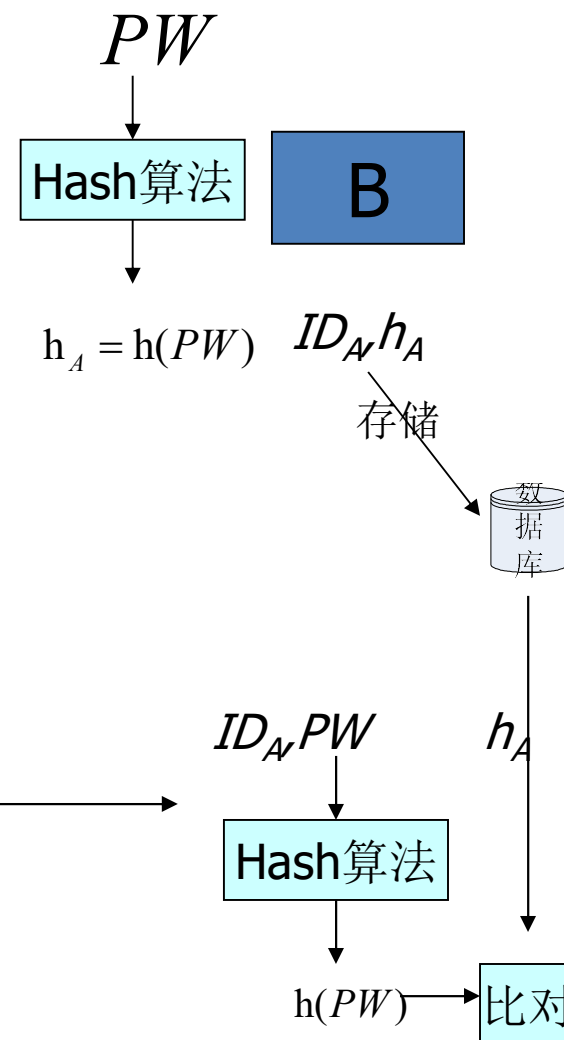 PW
Hash算法
B
h_A = h(PW)
ID_A, h_A
存储
数
据
库
ID_A, PW
h_A
Hash算法
h(PW)
比对